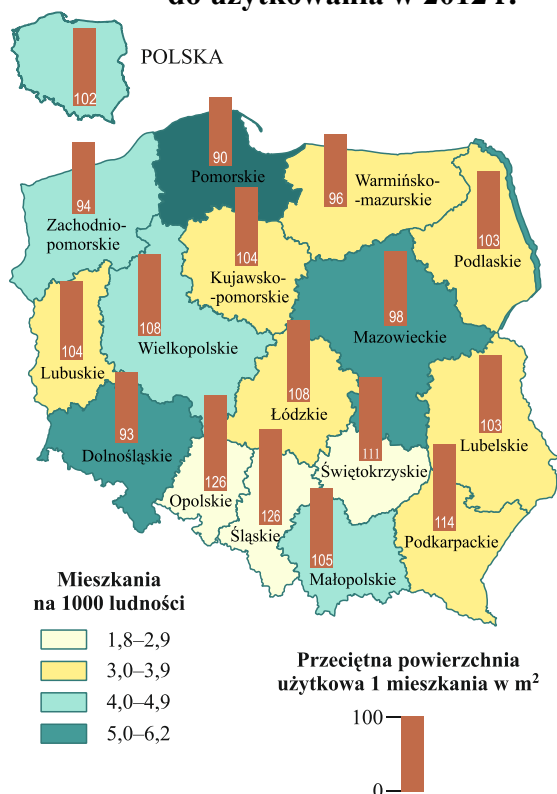 do użytkowania w 2012 r.
POLSKA
102
90
Pomorskie
96
Warmińsko-
-mazurskie
94
Zachodnio-
pomorskie
103
Podlaskie
104
Kujawsko-
-pomorskie
98
Mazowieckie
108
Wielkopolskie
104
Lubuskie
108
Łódzkie
103
Lubelskie
93
Dolnośląskie
111
Świętokrzyskie
126
Opolskie
126
Śląskie
114
Podkarpackie
105
Małopolskie
Mieszkania
na 1000 ludności
1,8–2,9
3,0–3,9
4,0–4,9
5,0–6,2
Przeciętna powierzchnia
użytkowa 1 mieszkania w m²
100
0